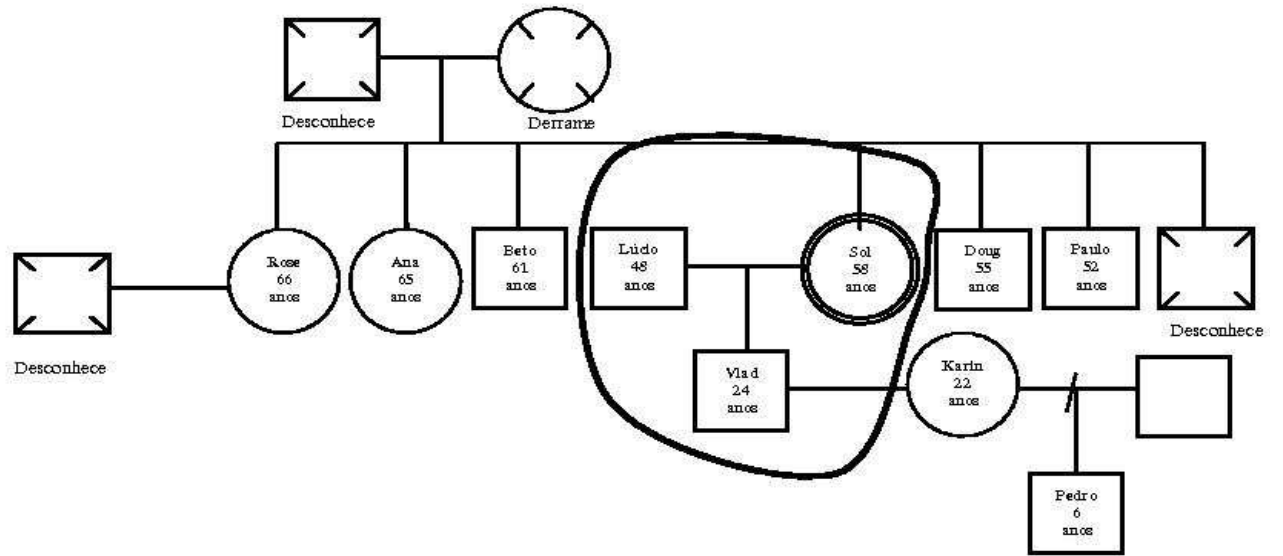 Desconhece
Derrame
Rose
66
anos
Ana
65
anos
Beto
61
anos
Lúcio
48
anos
Sol
58
anos
Doug
55
anos
Paulo
52
anos
Desconhece
Desconhece
Vlad
24
anos
Karin
22
anos
Pedro
6
anos